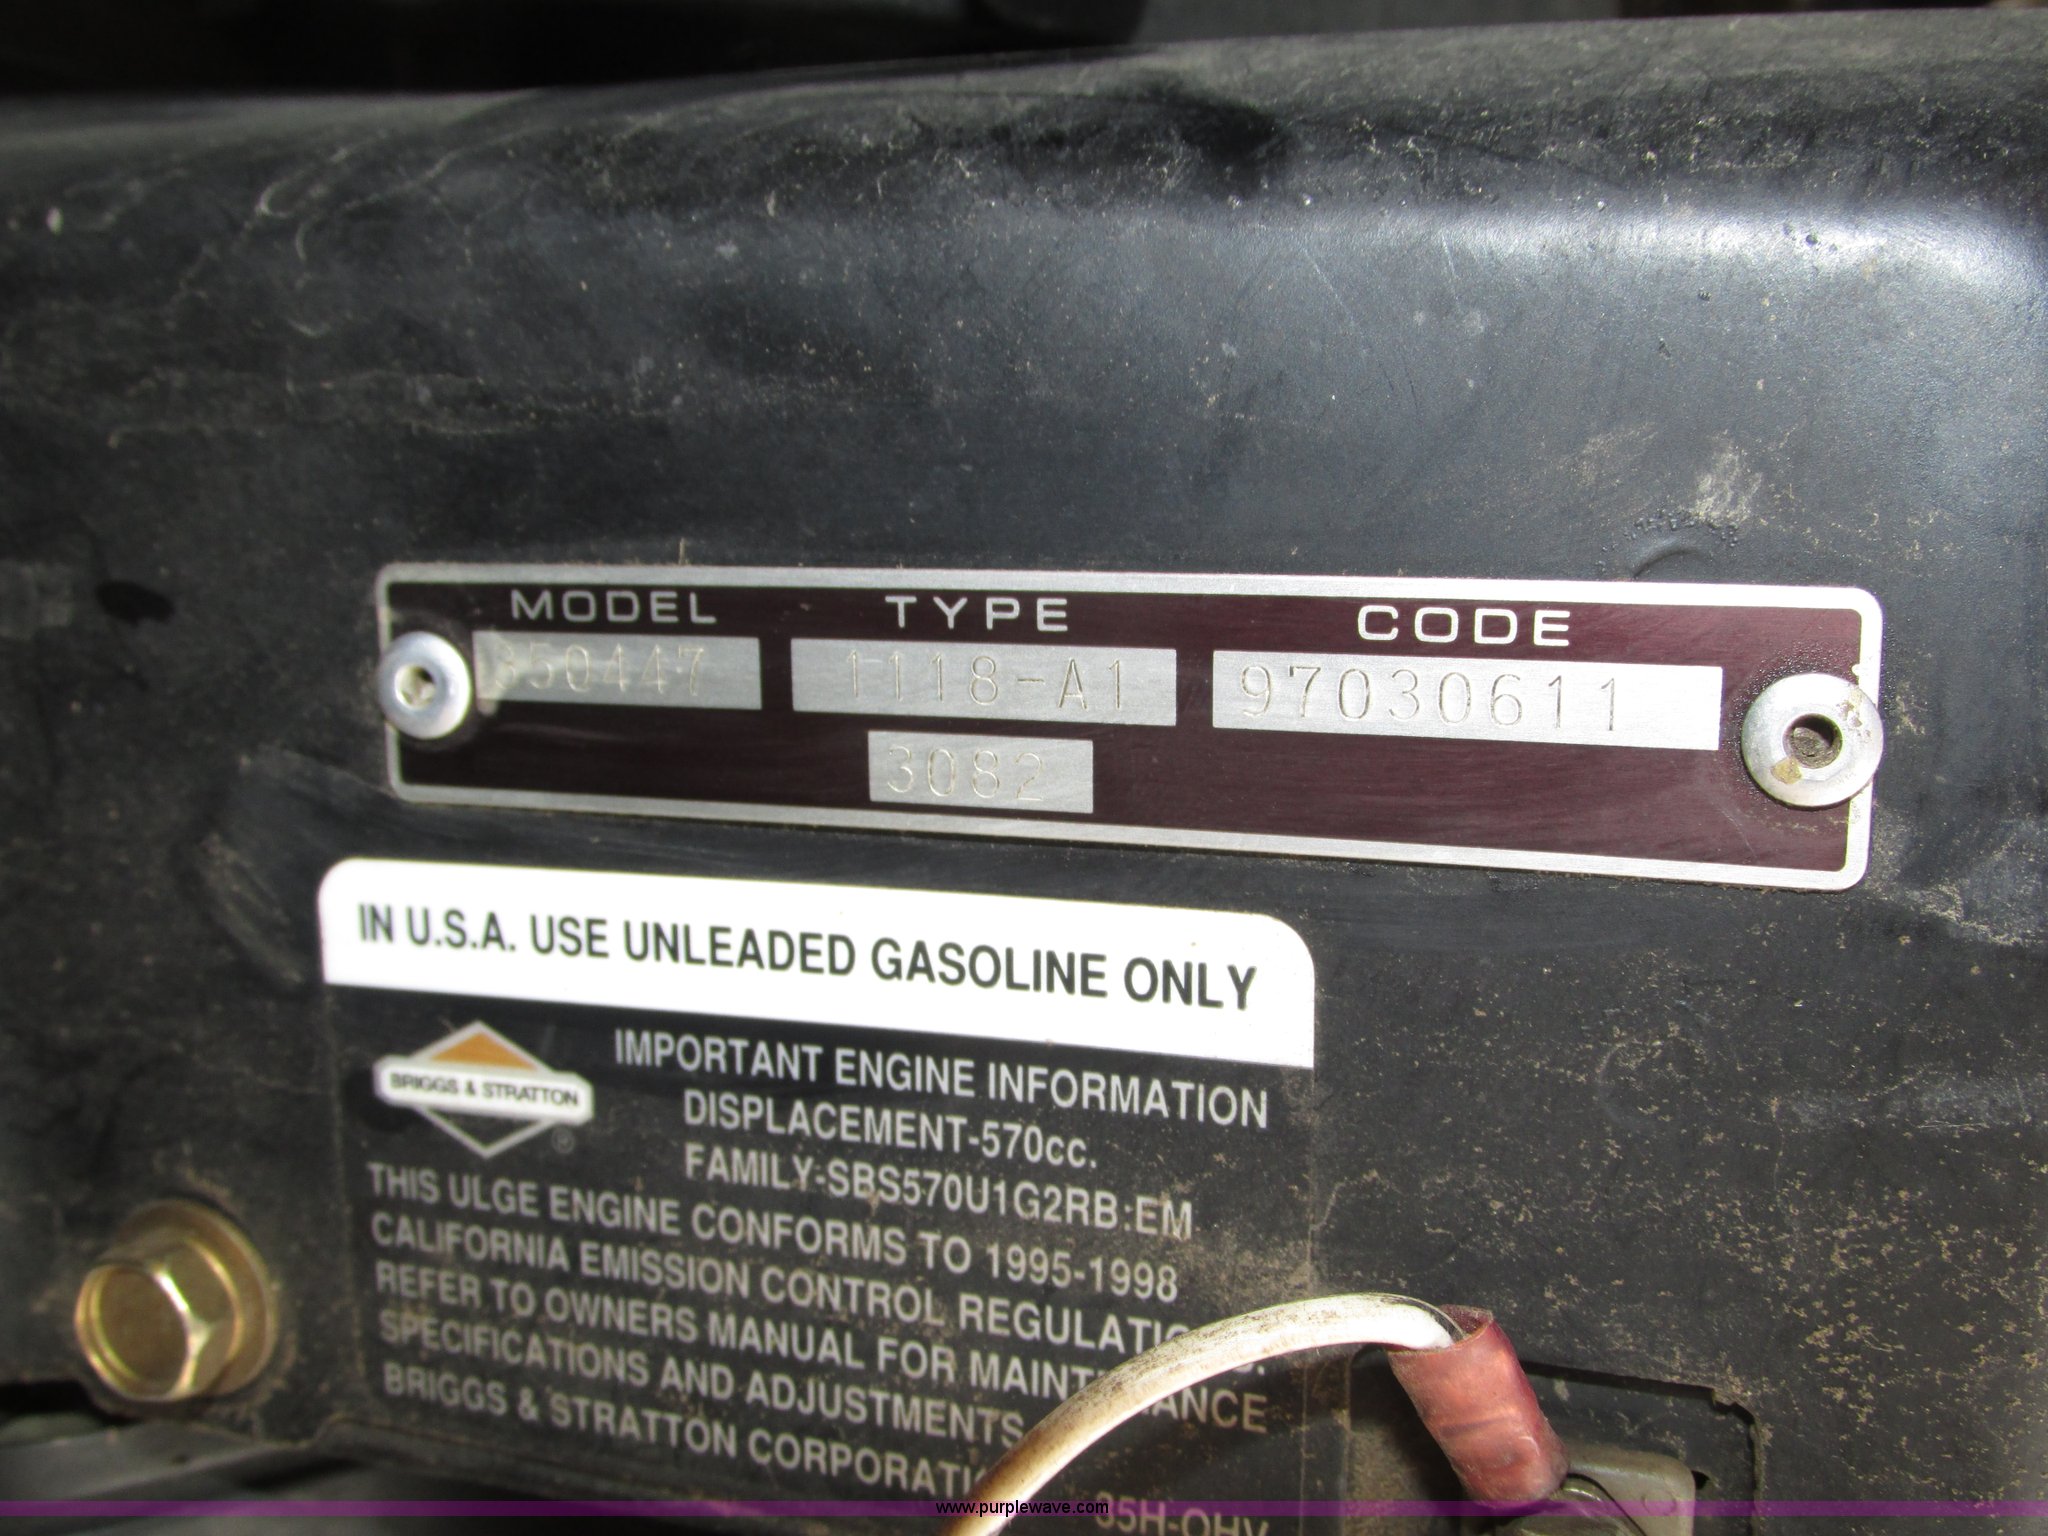 MODEL TYPE CODE
350447 1118-A1 97030611
3082
IN U.S.A. USE UNLEADED GASOLINE ONLY
BRIGGS & STRATTON ®
IMPORTANT ENGINE INFORMATION
DISPLACEMENT-570cc.
FAMILY-SBS570U1G2RB:EM
THIS ULGE ENGINE CONFORMS TO 1995-1998
CALIFORNIA EMISSION CONTROL
REFER TO OWNERS MANUAL FOR
SPECIFICATIONS AND ADJUSTMENTS
BRIGGS & STRATTON
35H-OHV
www.purplewave.com